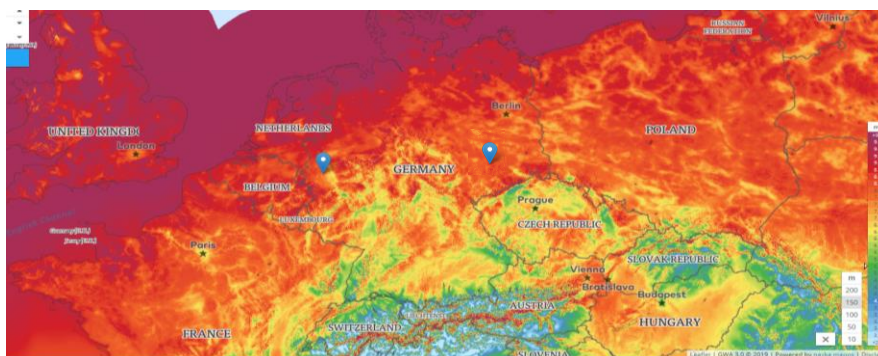 RUSSIAN
FEDERATION
Vilnius
Berlin
UNITED KINGD
London
NETHERLANDS
POLAND
GERMANY
BELGIUM
LUXEMBOURG
Prague
CZECH REPUBLIC
Paris
SLOVAK REPUBLIC
Vienna
Bratislava
Budapest
AUSTRIA
SWITZERLAND
HUNGARY
FRANCE
SLOVENIA
m
200
150
100
50
10